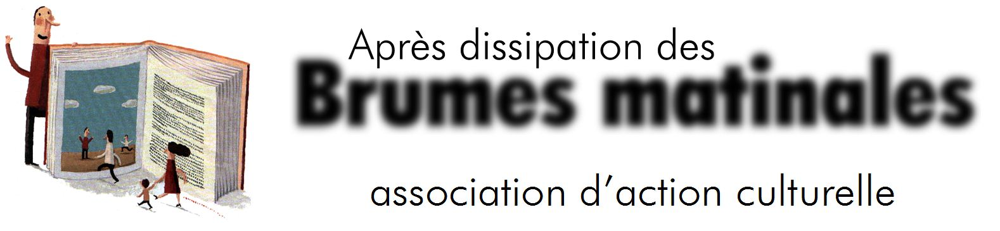 Après dissipation des
Brumes matinales
association d’action culturelle